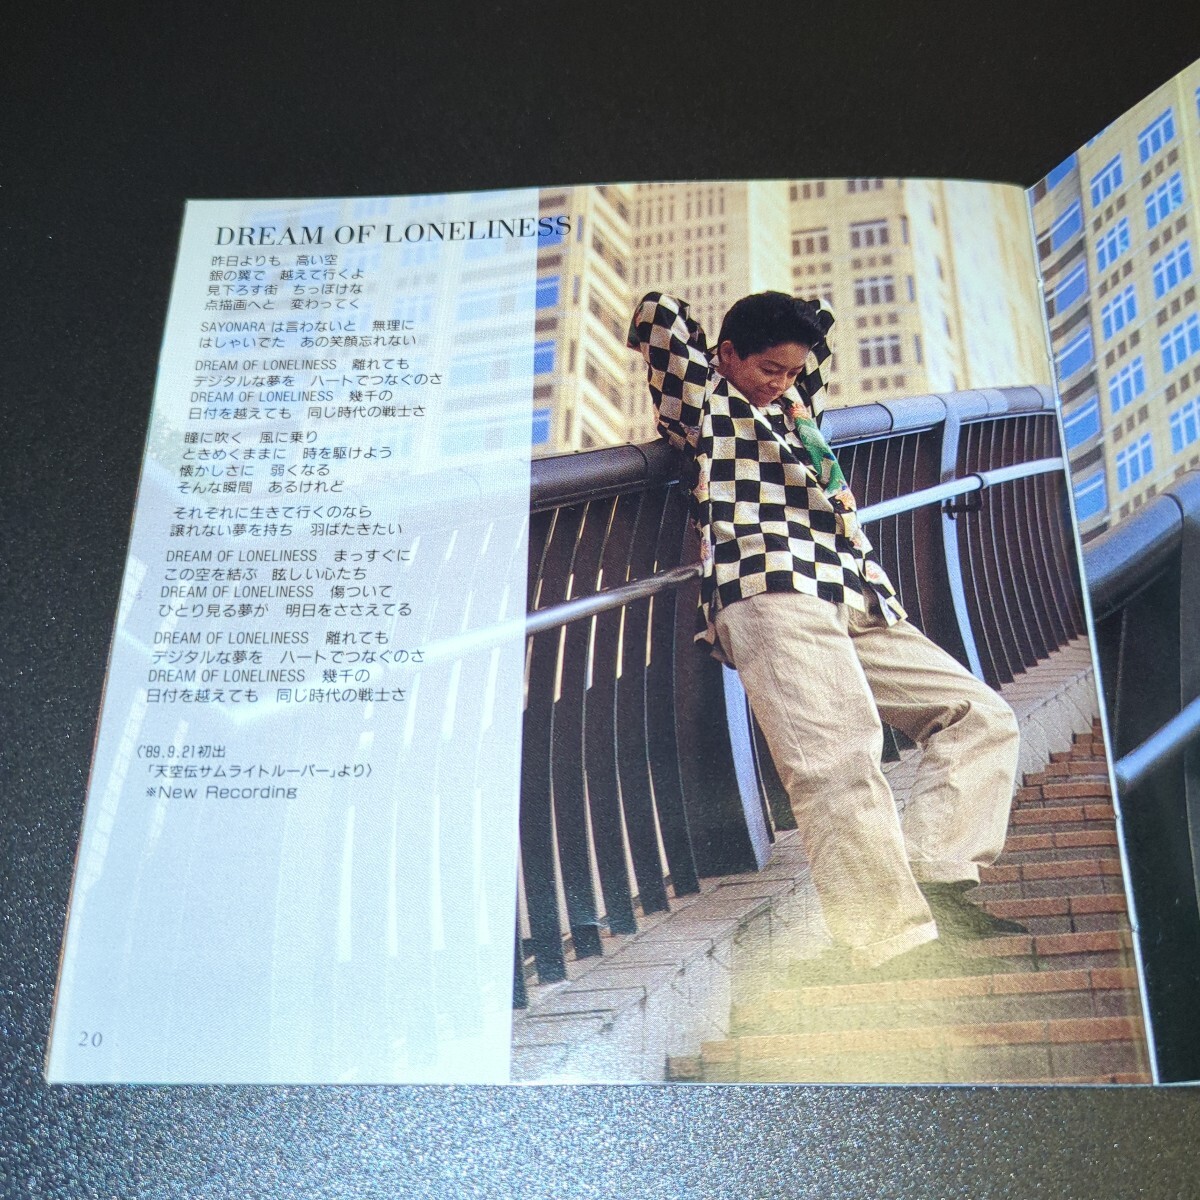 DREAM OF LONELINESS
昨日よりも　高い空
銀の翼で　越えて行くよ
見下ろす街　ちっぽけな
点描画へと　変わってく
SAYONARA は言わないと　無理に
はしゃいでた　あの笑顔忘れない
DREAM OF LONELINESS　離れても
デジタルな夢を　ハートでつなぐのさ
DREAM OF LONELINESS　幾千の
日付を越えても　同じ時代の戦士さ
瞳に吹く　風に乗り
ときめくままに　時を駆けよう
懐かしさに　弱くなる
そんな瞬間　あるけれど
それぞれに生きて行くのなら
譲れない夢を持ち　羽ばたきたい
DREAM OF LONELINESS　まっすぐに
この空を結ぶ　眩しい心たち
DREAM OF LONELINESS　傷ついて
ひとり見る夢が　明日をささえてる
DREAM OF LONELINESS　離れても
デジタルな夢を　ハートでつなぐのさ
DREAM OF LONELINESS　幾千の
日付を越えても　同じ時代の戦士さ
〈'89.9.21初出
「天空伝サムライトルーパー」より〉
※New Recording
20